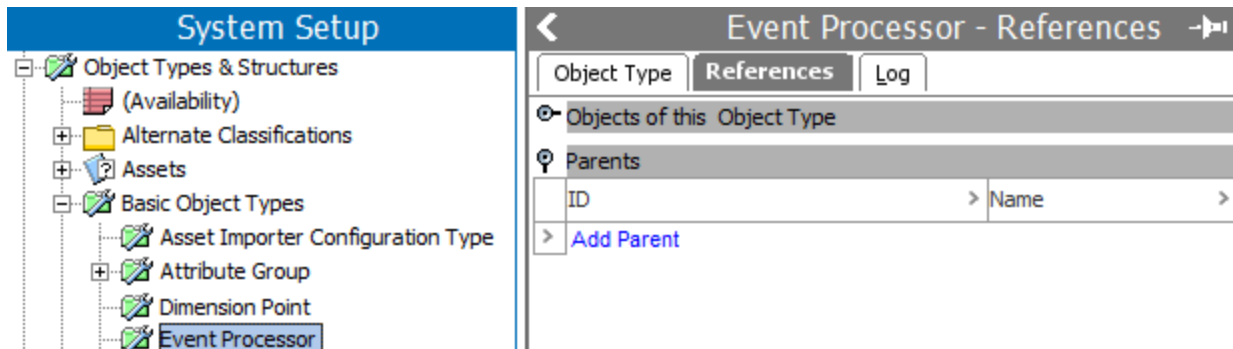 System Setup
Object Types & Structures
(Availability)
Alternate Classifications
Assets
Basic Object Types
Asset Importer Configuration Type
Attribute Group
Dimension Point
Event Processor
Event Processor - References
Object Type References Log
Objects of this Object Type
Parents
ID > Name >
> Add Parent